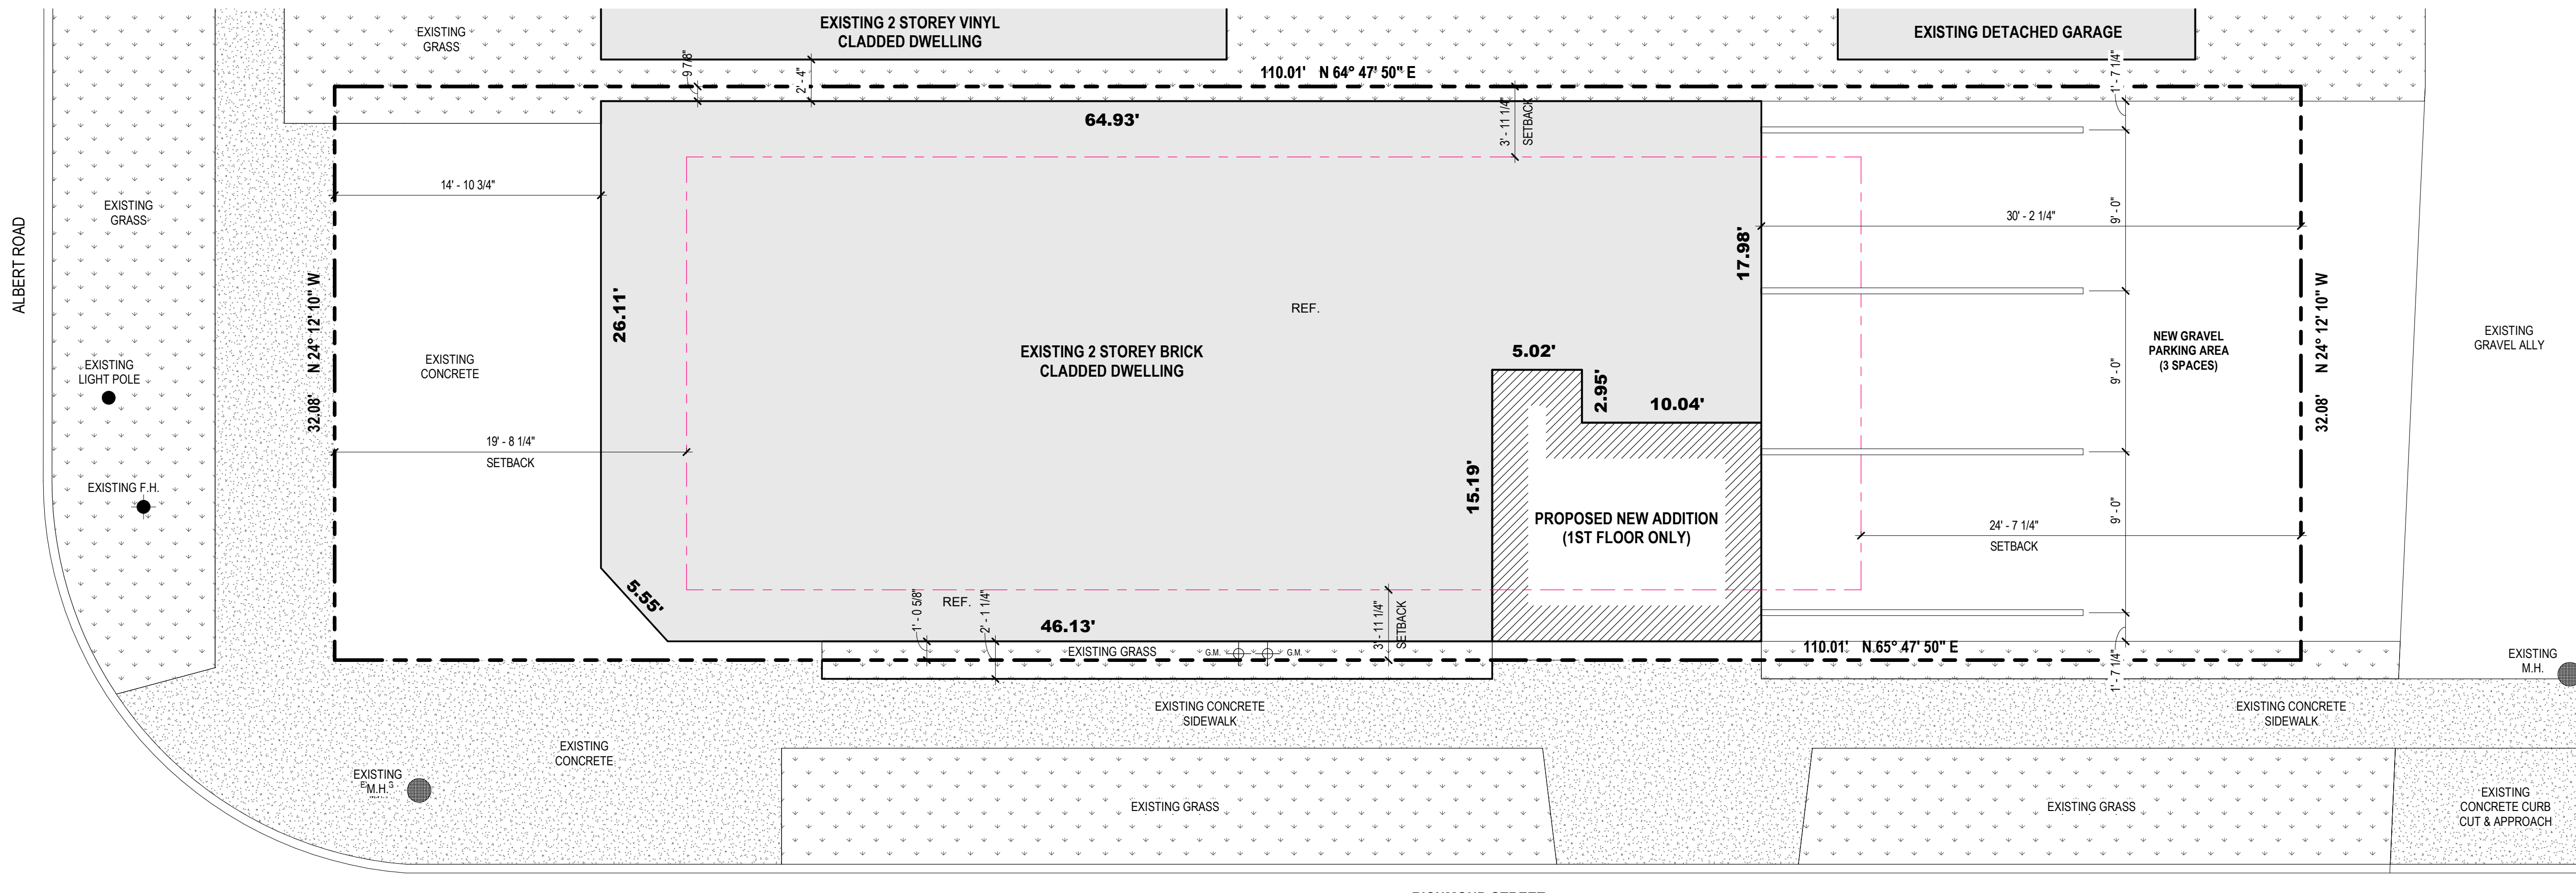 EXISTING 2 STOREY VINYL
CLADDED DWELLING
EXISTING DETACHED GARAGE
EXISTING
GRASS
9 7/8"
2' - 4"
110.01'   N 64° 47' 50" E
1' - 7 1/4"
64.93'
3' - 11 1/4"
SETBACK
14' - 10 3/4"
EXISTING
GRASS
ALBERT ROAD
9' - 0"
30' - 2 1/4"
17.98'
26.11'
N 24° 12' 10" W
32.08'
REF.
EXISTING 2 STOREY BRICK
CLADDED DWELLING
5.02'
2.95'
10.04'
NEW GRAVEL
PARKING AREA
(3 SPACES)
9' - 0"
N 24° 12' 10" W
32.08'
EXISTING
GRAVEL ALLY
EXISTING
CONCRETE
EXISTING
LIGHT POLE
19' - 8 1/4"
SETBACK
EXISTING F.H.
15.19'
PROPOSED NEW ADDITION
(1ST FLOOR ONLY)
9' - 0"
24' - 7 1/4"
SETBACK
5.55'
REF.
1' - 0 5/8"
2' - 1 1/4"
46.13'
3' - 11 1/4"
SETBACK
EXISTING GRASS
G.M.
G.M.
110.01'   N 65° 47' 50" E
1' - 7 1/4"
EXISTING
M.H.
EXISTING CONCRETE
SIDEWALK
EXISTING CONCRETE
SIDEWALK
EXISTING
CONCRETE
EXISTING
M.H.
EXISTING GRASS
EXISTING GRASS
EXISTING
CONCRETE CURB
CUT & APPROACH